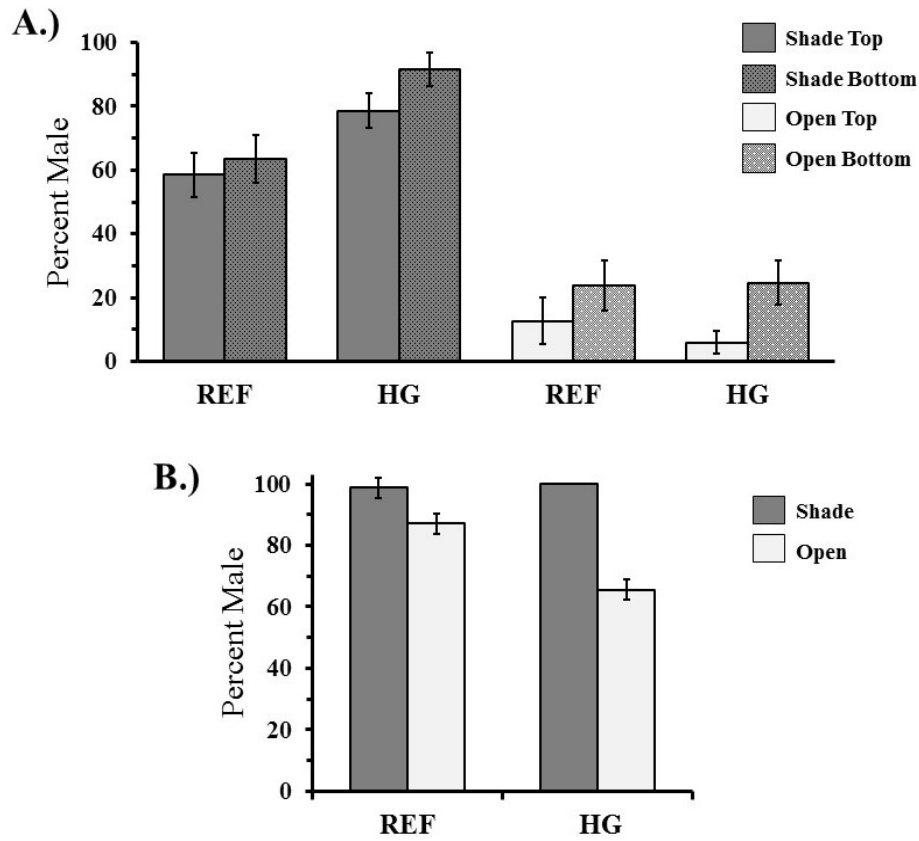 A.)
100
80
60
40
20
0
Percent Male
REF
HG
REF
HG
Shade Top
Shade Bottom
Open Top
Open Bottom
B.)
100
80
60
40
20
0
Percent Male
REF
HG
Shade
Open